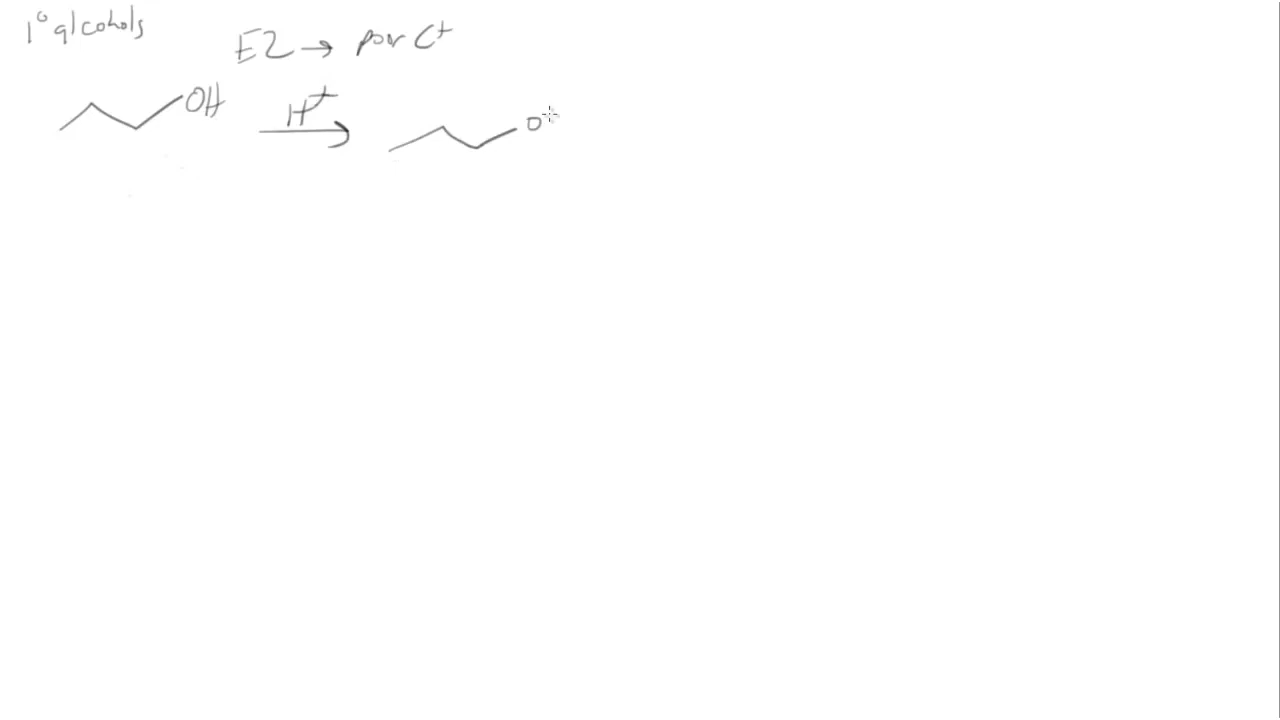 1° alcohols
E2 → poor C+
OH
H+
O